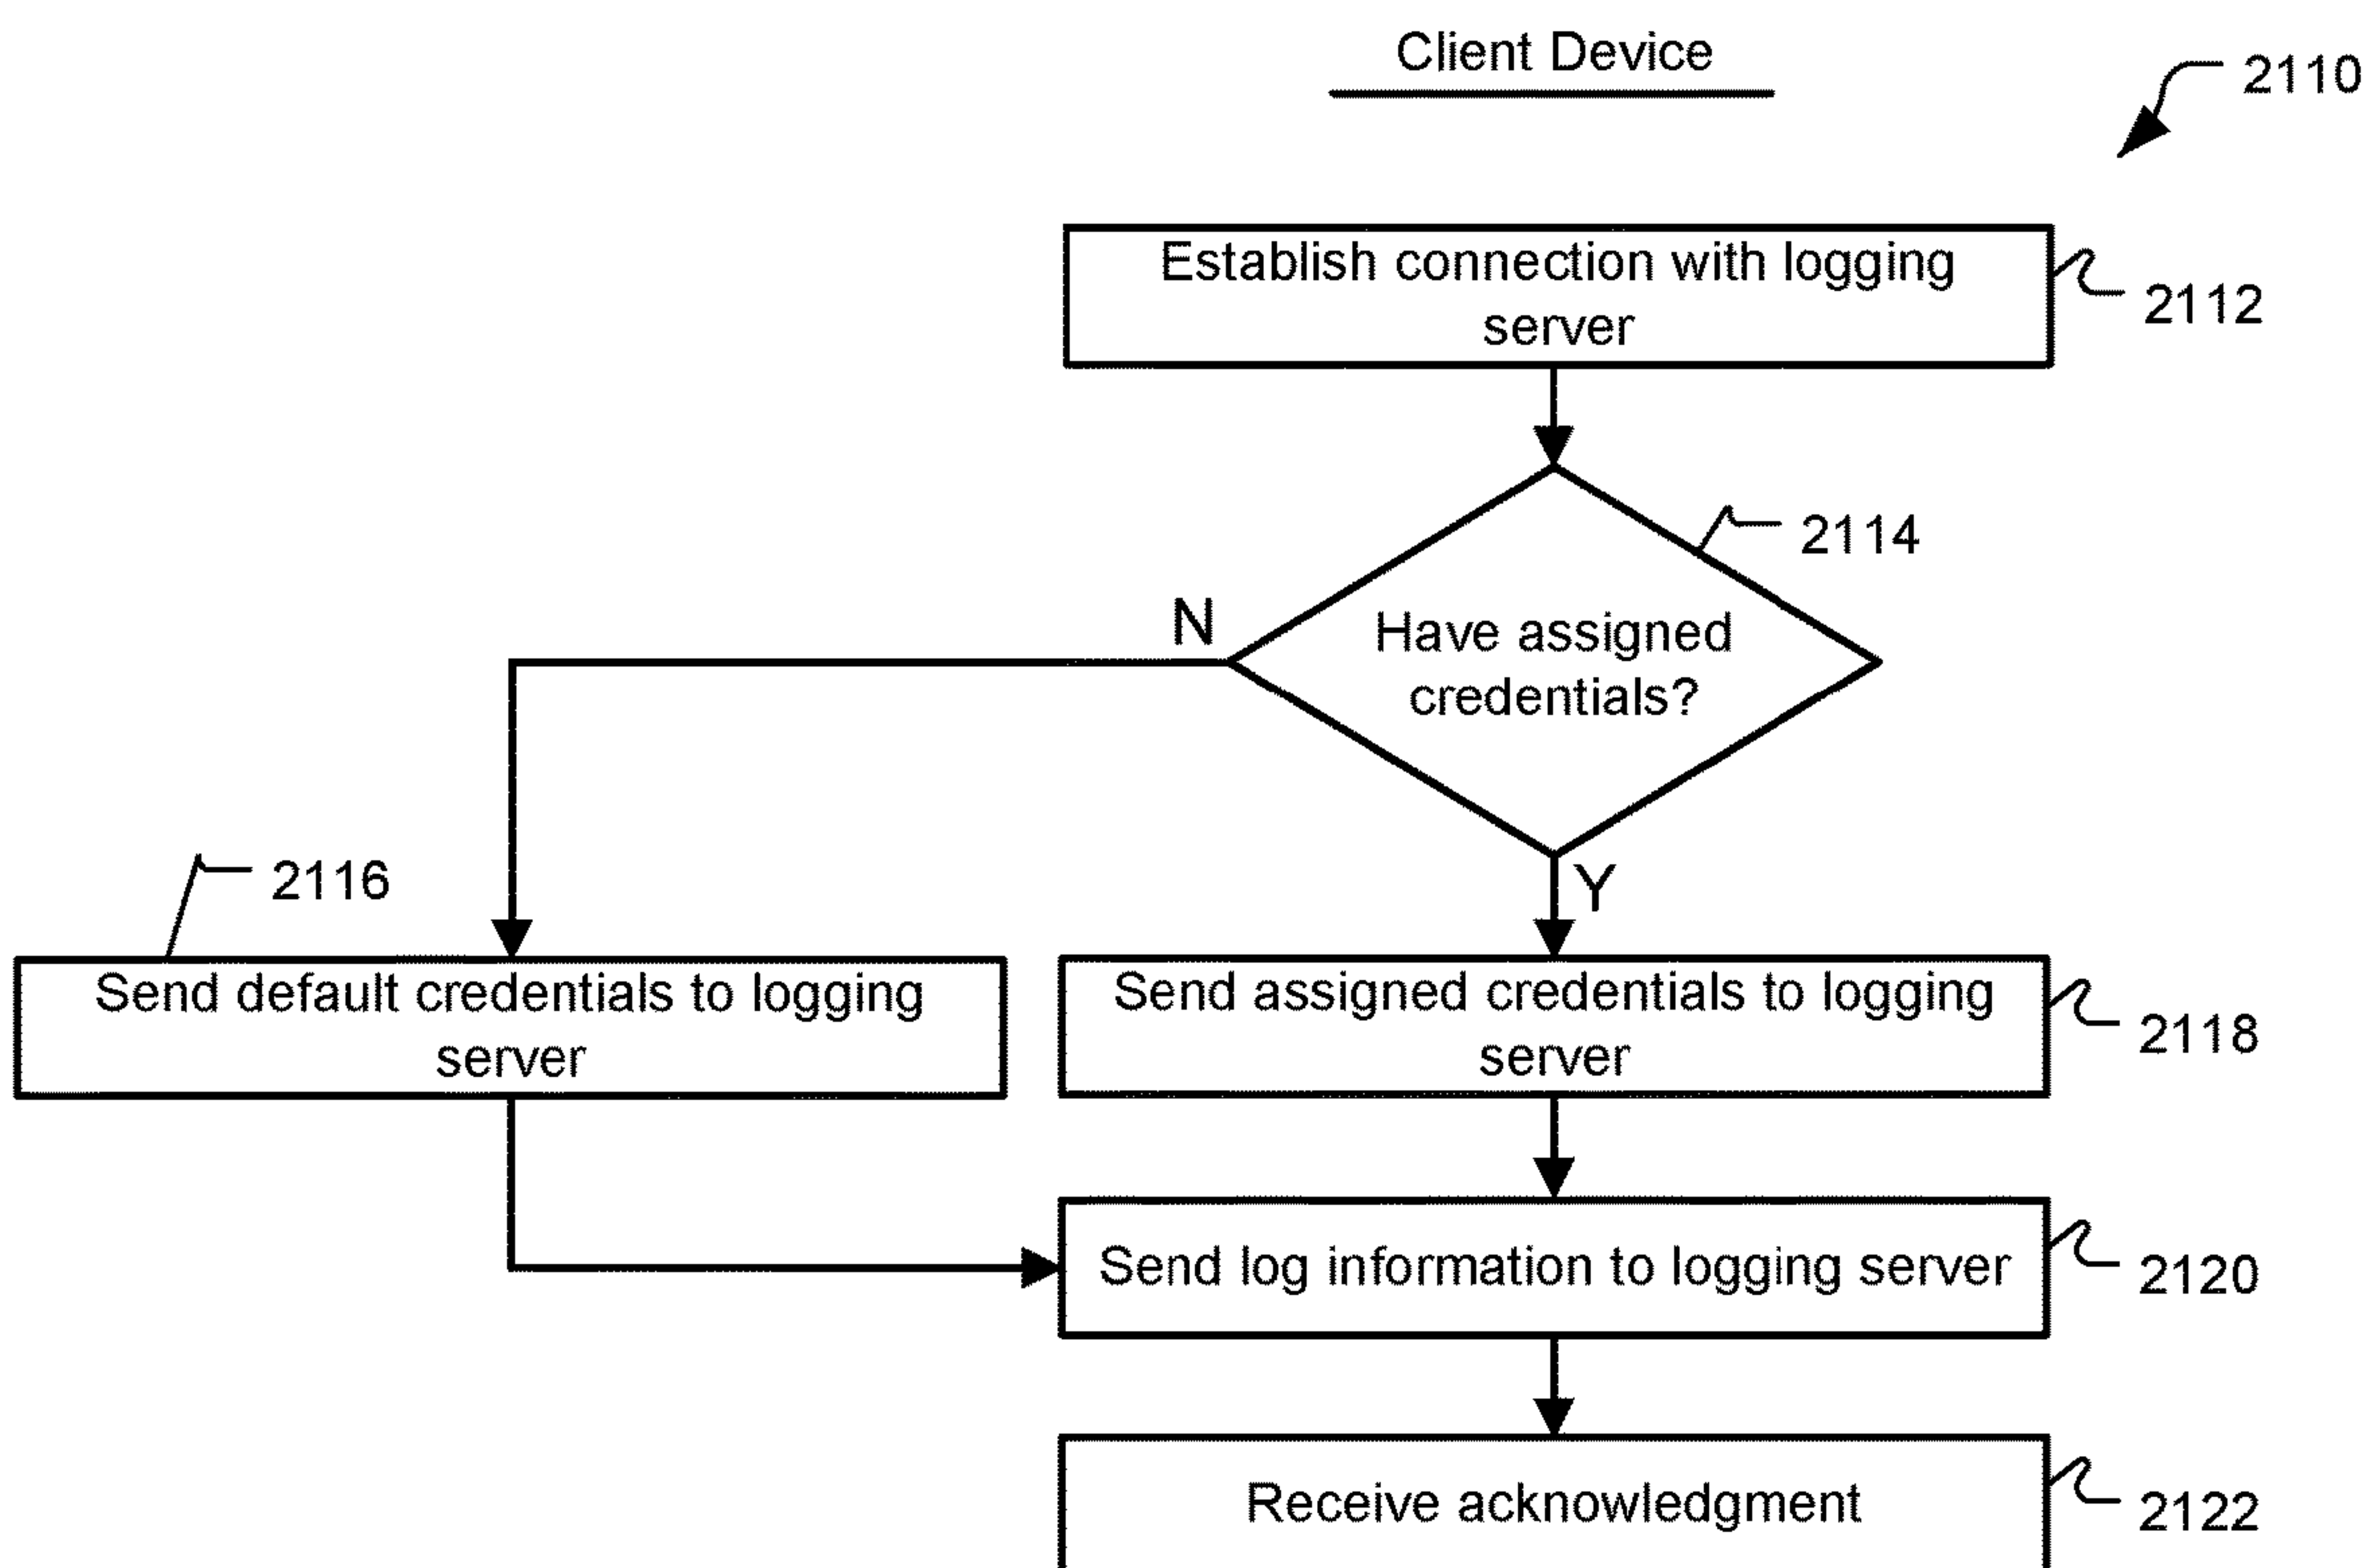 Client Device
2110
Establish connection with logging
server
2112
2114
Have assigned
credentials?
N
Y
2116
Send default credentials to logging
server
Send assigned credentials to logging
server
2118
Send log information to logging server
2120
Receive acknowledgment
2122